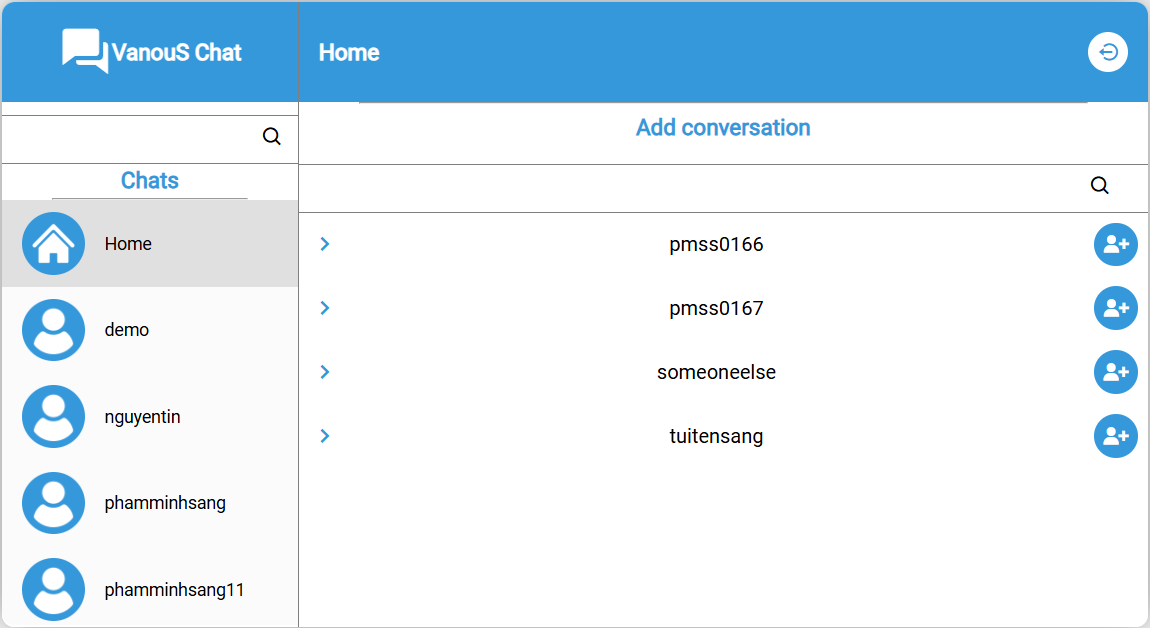 VanouS Chat
Home
Chats
Home
demo
nguyentin
phamminhsang
phamminhsang11
Add conversation
pmss0166
pmss0167
someoneelse
tuitensang